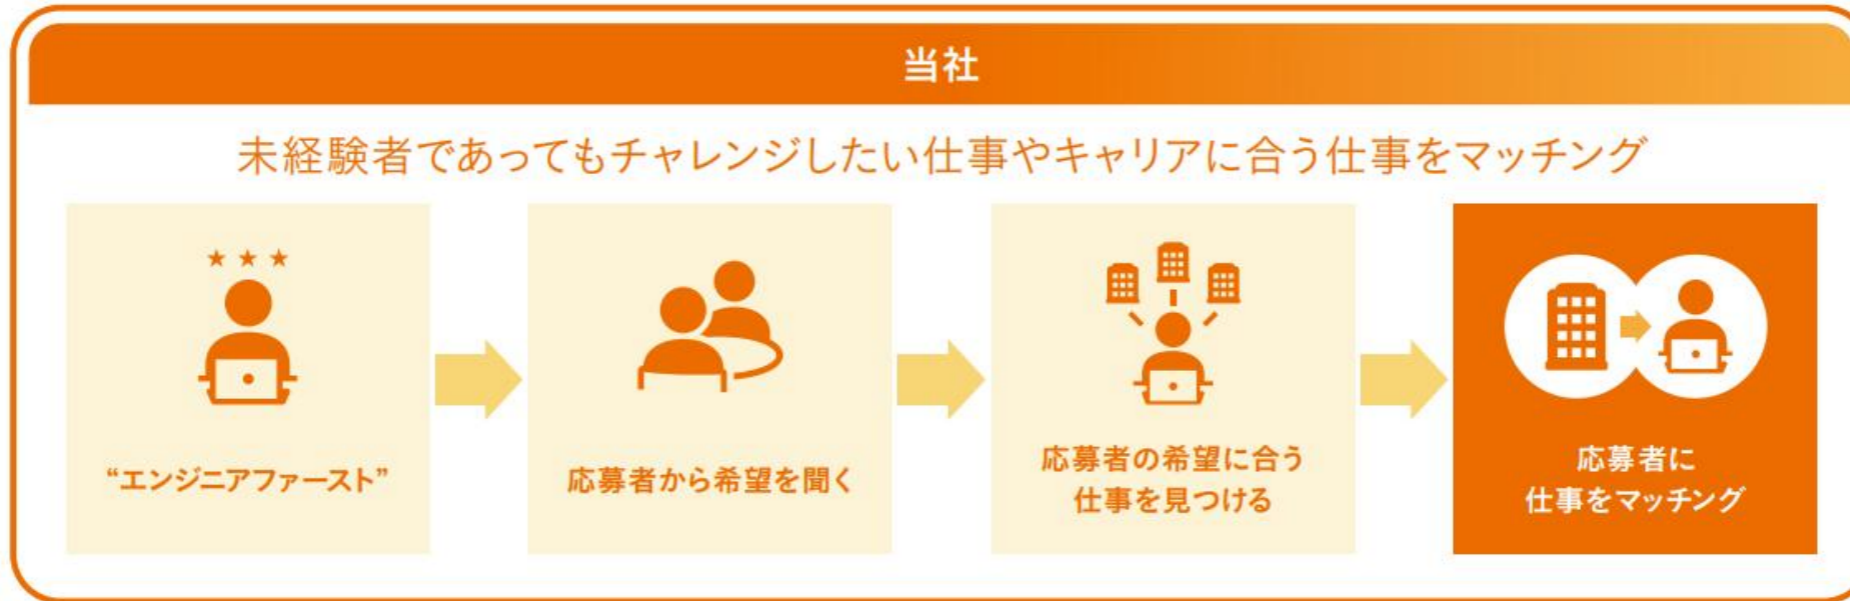 当社
未経験者であってもチャレンジしたい仕事やキャリアに合う仕事をマッチング
“エンジニアファースト”
応募者から希望を聞く
応募者の希望に合う
仕事を見つける
応募者に
仕事をマッチング